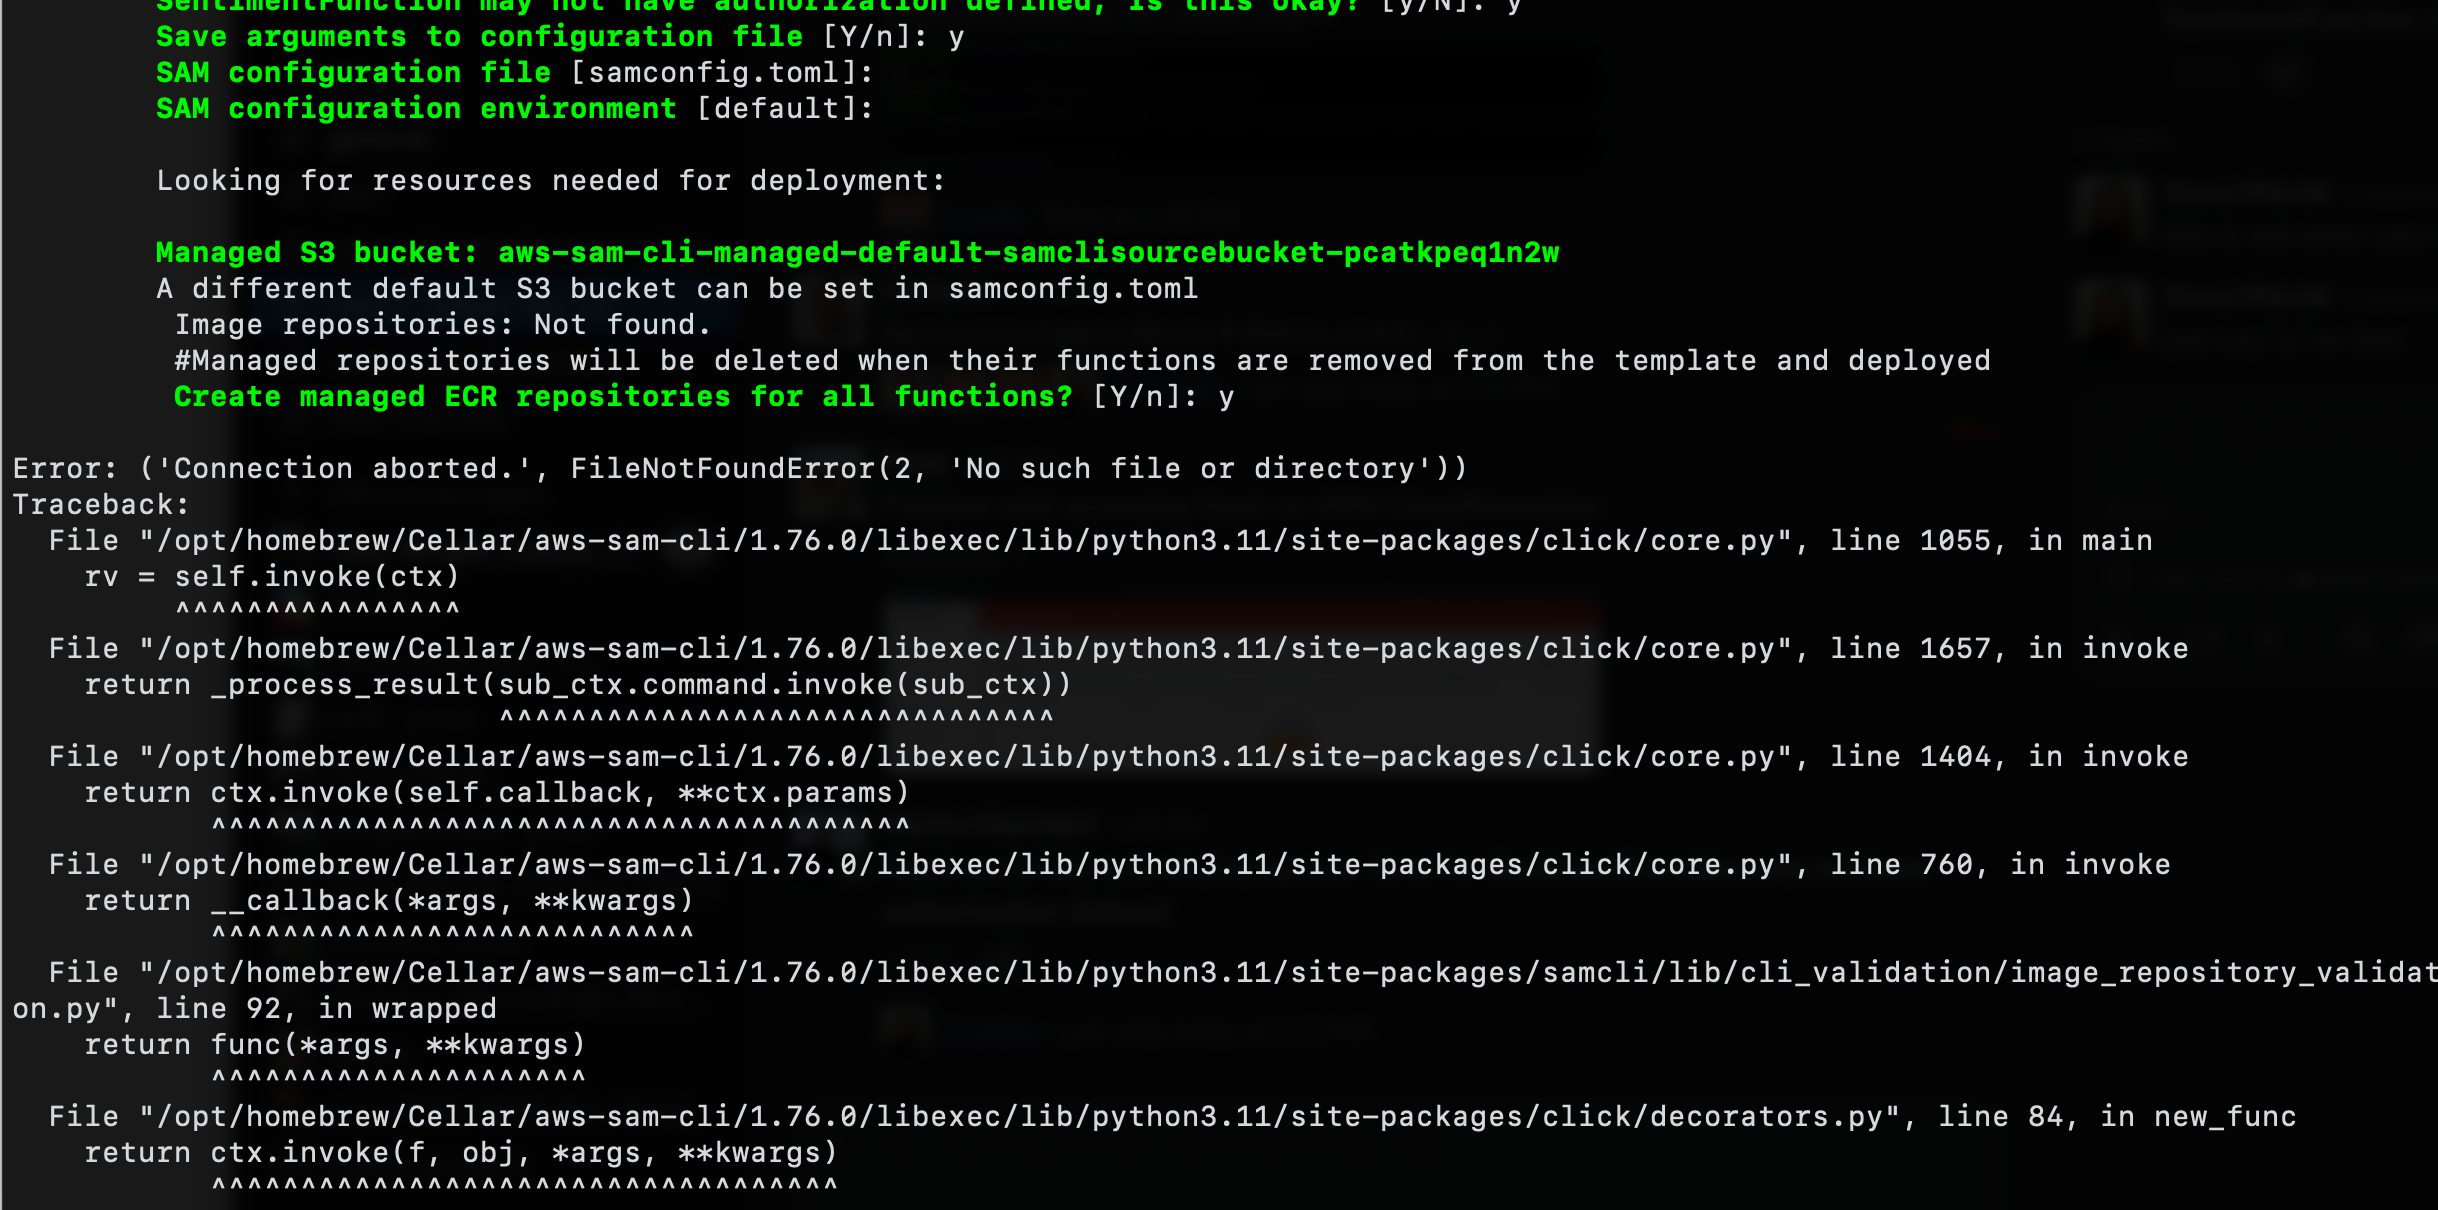 SentimentFunction may not have authorization defined, Is this okay? [y/N]: y
Save arguments to configuration file [Y/n]: y
SAM configuration file [samconfig.toml]:
SAM configuration environment [default]:
Looking for resources needed for deployment:
Managed S3 bucket: aws-sam-cli-managed-default-samclisourcebucket-pcatkpeq1n2w
A different default S3 bucket can be set in samconfig.toml
Image repositories: Not found.
#Managed repositories will be deleted when their functions are removed from the template and deployed
Create managed ECR repositories for all functions? [Y/n]: y
Error: ('Connection aborted.', FileNotFoundError(2, 'No such file or directory'))
Traceback:
File "/opt/homebrew/Cellar/aws-sam-cli/1.76.0/libexec/lib/python3.11/site-packages/click/core.py", line 1055, in main
rv = self.invoke(ctx)
^^^^^^^^^^^^^^^^
File "/opt/homebrew/Cellar/aws-sam-cli/1.76.0/libexec/lib/python3.11/site-packages/click/core.py", line 1657, in invoke
return _process_result(sub_ctx.command.invoke(sub_ctx))
^^^^^^^^^^^^^^^^^^^^^^^^^^^^^^^
File "/opt/homebrew/Cellar/aws-sam-cli/1.76.0/libexec/lib/python3.11/site-packages/click/core.py", line 1404, in invoke
return ctx.invoke(self.callback, **ctx.params)
^^^^^^^^^^^^^^^^^^^^^^^^^^^^^^^^^^^^^^^
File "/opt/homebrew/Cellar/aws-sam-cli/1.76.0/libexec/lib/python3.11/site-packages/click/core.py", line 760, in invoke
return __callback(*args, **kwargs)
^^^^^^^^^^^^^^^^^^^^^^^^^^^
File "/opt/homebrew/Cellar/aws-sam-cli/1.76.0/libexec/lib/python3.11/site-packages/samcli/lib/cli_validation/image_repository_validat
on.py", line 92, in wrapped
return func(*args, **kwargs)
^^^^^^^^^^^^^^^^^^^^^
File "/opt/homebrew/Cellar/aws-sam-cli/1.76.0/libexec/lib/python3.11/site-packages/click/decorators.py", line 84, in new_func
return ctx.invoke(f, obj, *args, **kwargs)
^^^^^^^^^^^^^^^^^^^^^^^^^^^^^^^^^^^